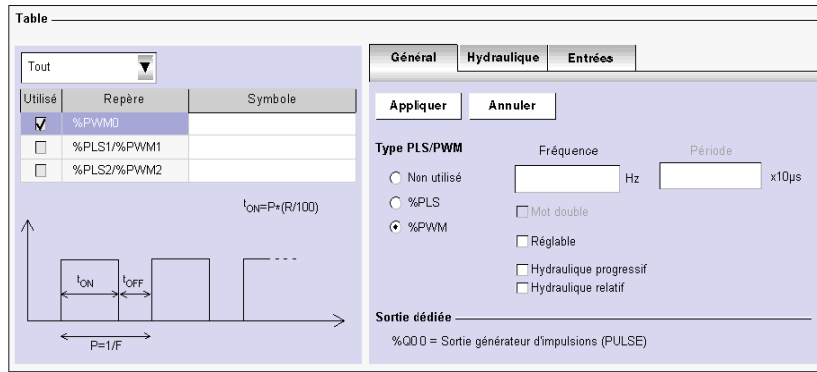 Table
Tout
Utilisé Repère Symbole
%PWM0
%PLS1/%PWM1
%PLS2/%PWM2
tON=P*(R/100)
tON tOFF
P=1/F
Général Hydraulique Entrées
Appliquer Annuler
Type PLS/PWM
Non utilisé
%PLS
%PWM
Fréquence Période
Hz x10µs
Mot double
Réglable
Hydraulique progressif
Hydraulique relatif
Sortie dédiée
%Q0 0 = Sortie générateur d'impulsions (PULSE)